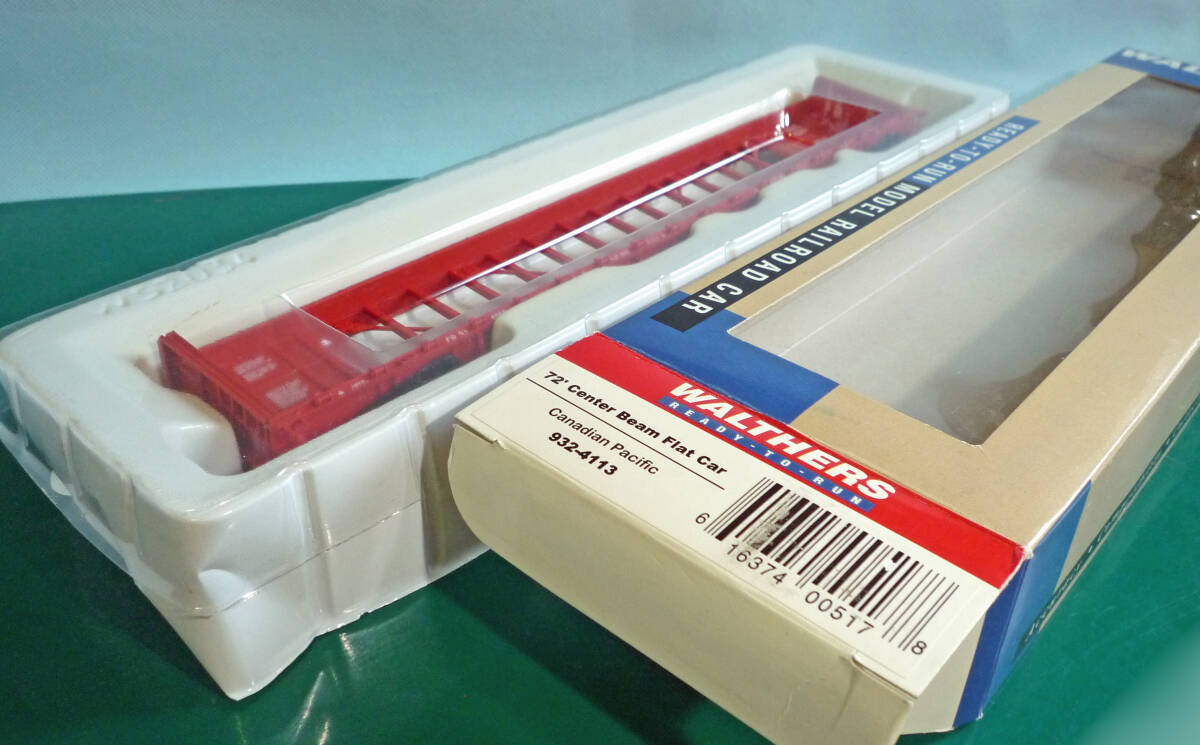 WAL
READY-TO-RUN MODEL RAILROAD CAR
WALTHERS
READY-TO-RUN
72' Center Beam Flat Car
Canadian Pacific
932-4113
6 16374 00517 8